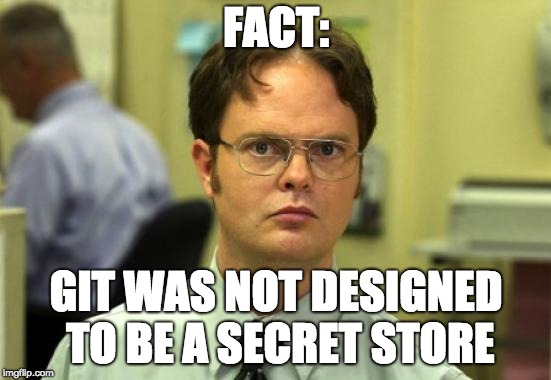 FACT:
GIT WAS NOT DESIGNED
TO BE A SECRET STORE
imgflip.com